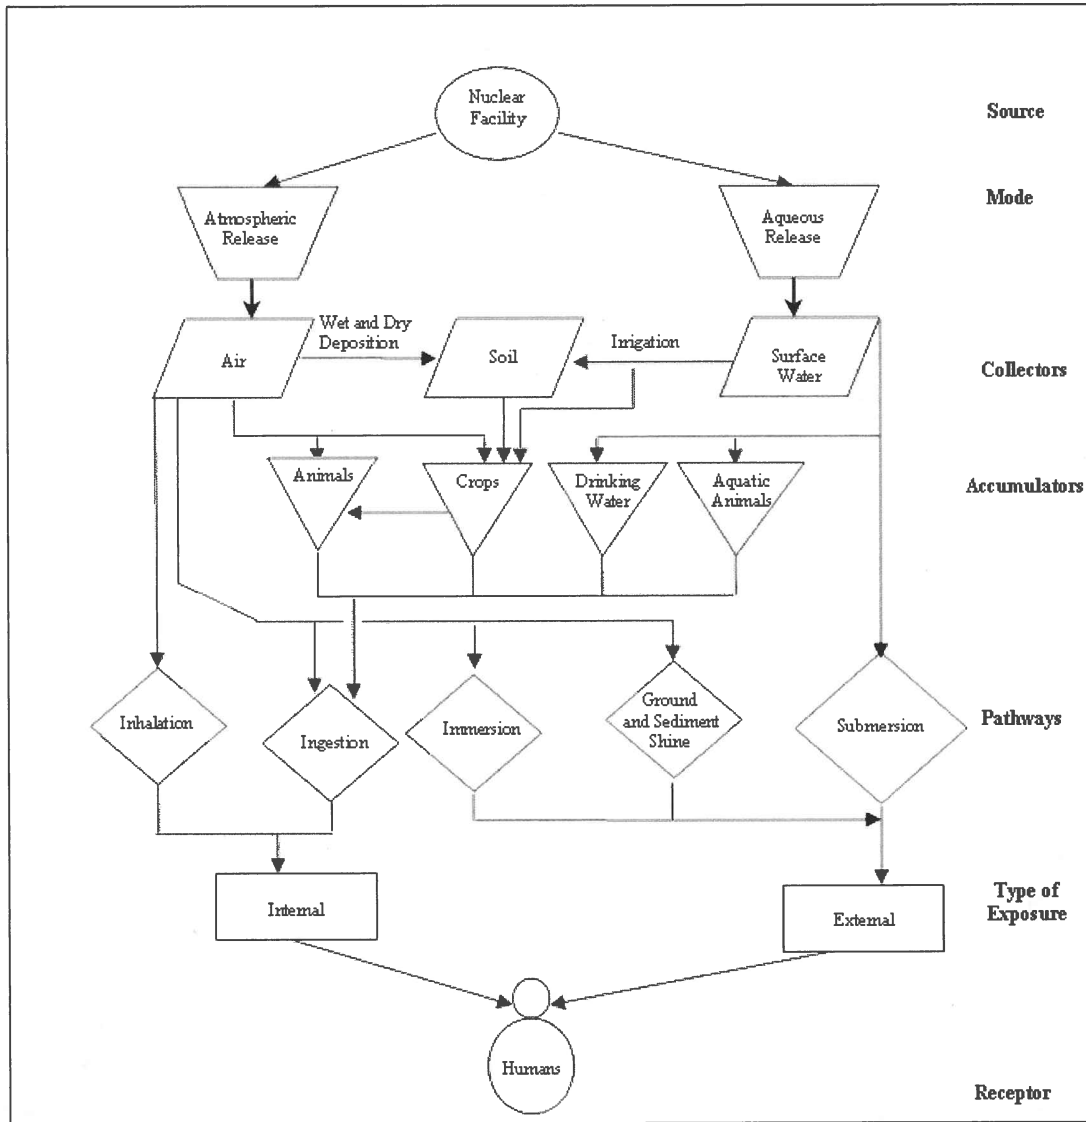 Nuclear
Facility
Source
Mode
Atmospheric
Release
Aqueous
Release
Wet and Dry
Deposition
Irrigation
Air
Soil
Surface
Water
Collectors
Animals
Crops
Drinking
Water
Aquatic
Animals
Accumulators
Inhalation
Ingestion
Immersion
Ground
and Sediment
Shine
Submersion
Pathways
Internal
External
Type of
Exposure
Humans
Receptor